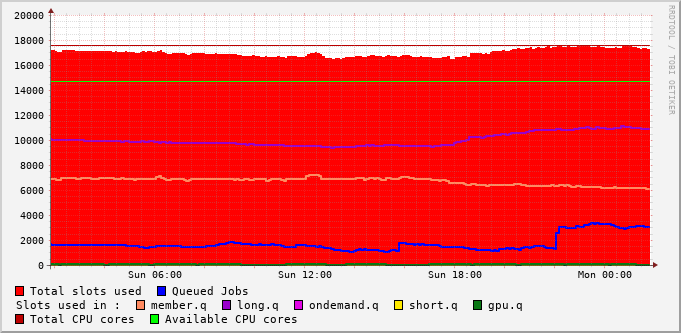 20000
18000
16000
14000
12000
10000
8000
6000
4000
2000
0
Sun 06:00 Sun 12:00 Sun 18:00 Mon 00:00
RRDTOOL / TOBI OETIKER
Total slots used Queued Jobs
Slots used in : member.q long.q ondemand.q short.q gpu.q
Total CPU cores Available CPU cores